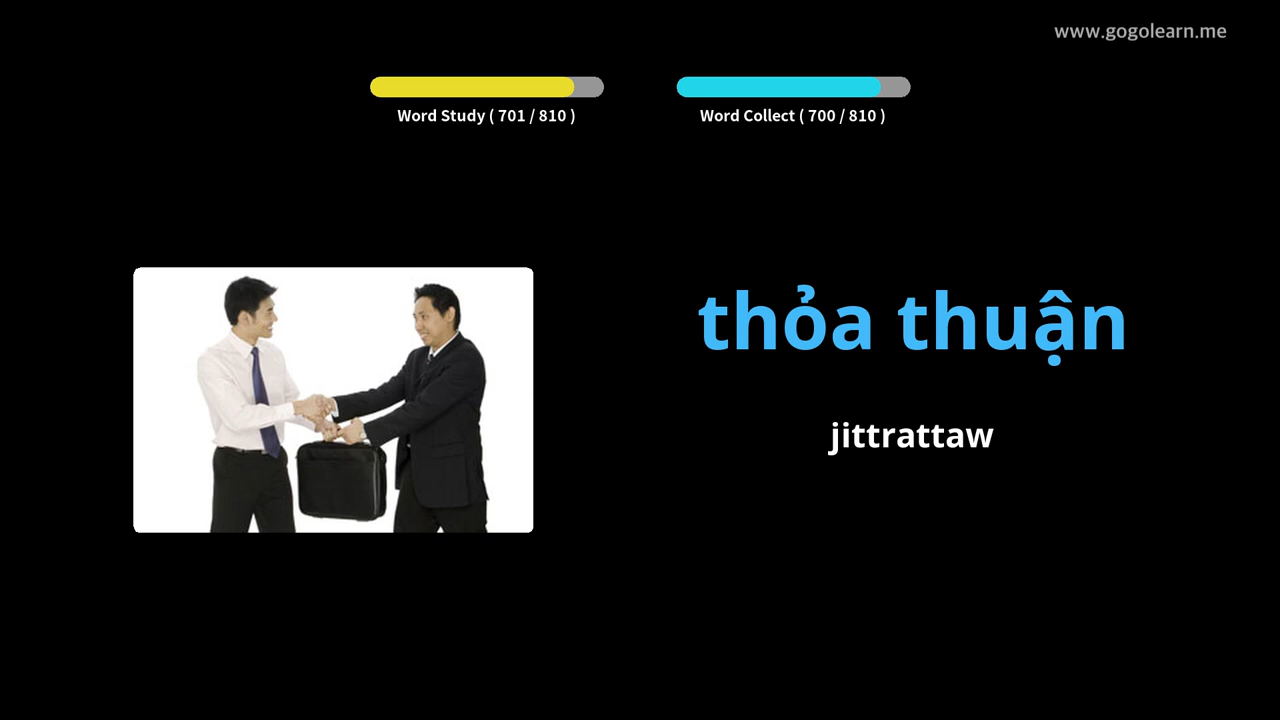 www.gogolearn.me
Word Study ( 701 / 810 )
Word Collect ( 700 / 810 )
thỏa thuận
jittrattaw